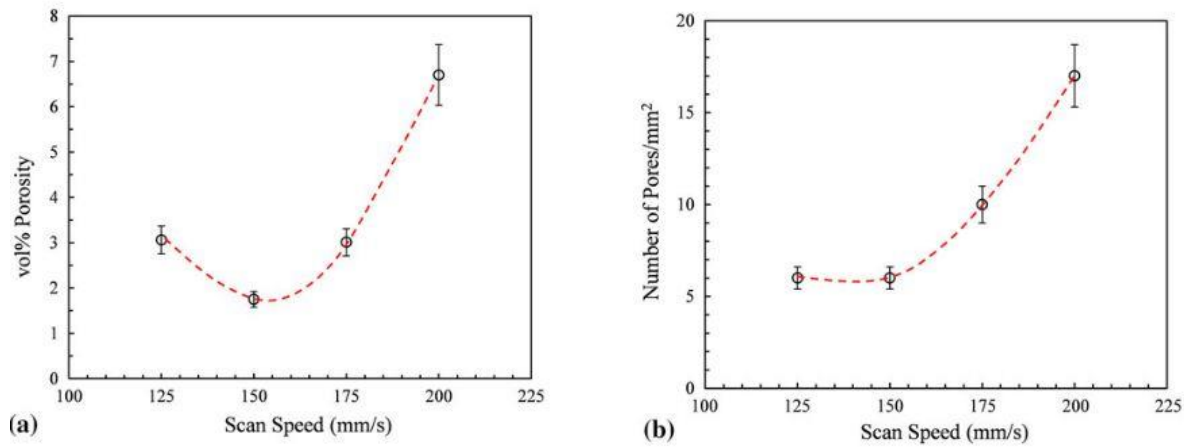 8
7
6
5
4
3
2
1
0
vol% Porosity
100 125 150 175 200 225
Scan Speed (mm/s)
(a)
20
15
10
5
0
Number of Pores/mm²
100 125 150 175 200 225
Scan Speed (mm/s)
(b)